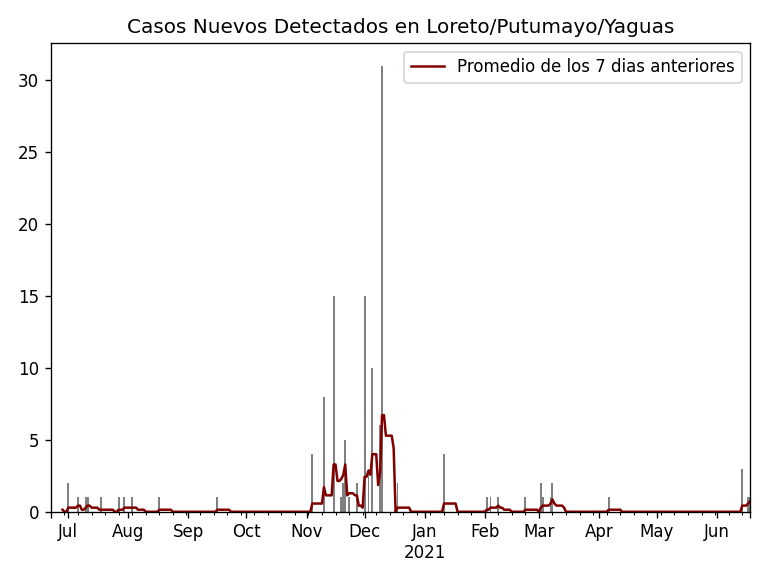 Casos Nuevos Detectados en Loreto/Putumayo/Yaguas
Promedio de los 7 dias anteriores
30
25
20
15
10
5
0
Jul Aug Sep Oct Nov Dec Jan Feb Mar Apr May Jun
2021